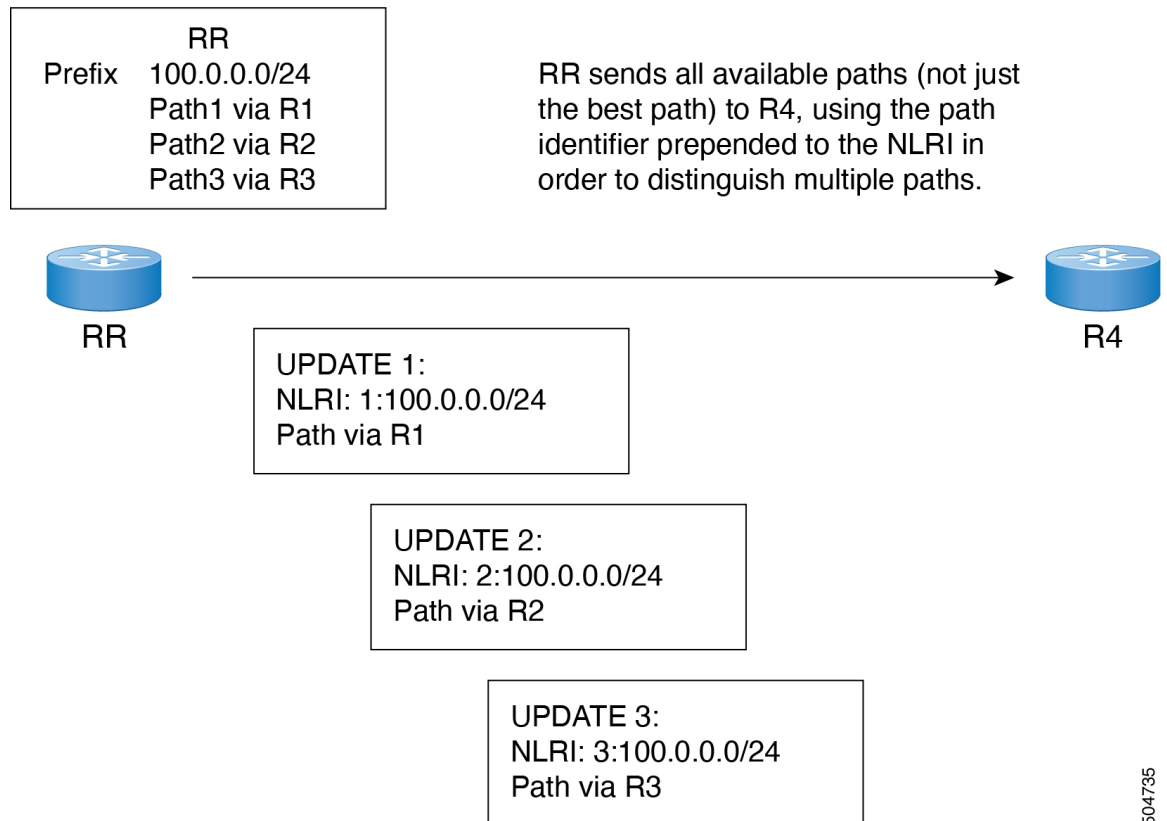 RR
Prefix 100.0.0.0/24
Path1 via R1
Path2 via R2
Path3 via R3
RR sends all available paths (not just
the best path) to R4, using the path
identifier prepended to the NLRI in
order to distinguish multiple paths.
RR
R4
UPDATE 1:
NLRI: 1:100.0.0.0/24
Path via R1
UPDATE 2:
NLRI: 2:100.0.0.0/24
Path via R2
UPDATE 3:
NLRI: 3:100.0.0.0/24
Path via R3